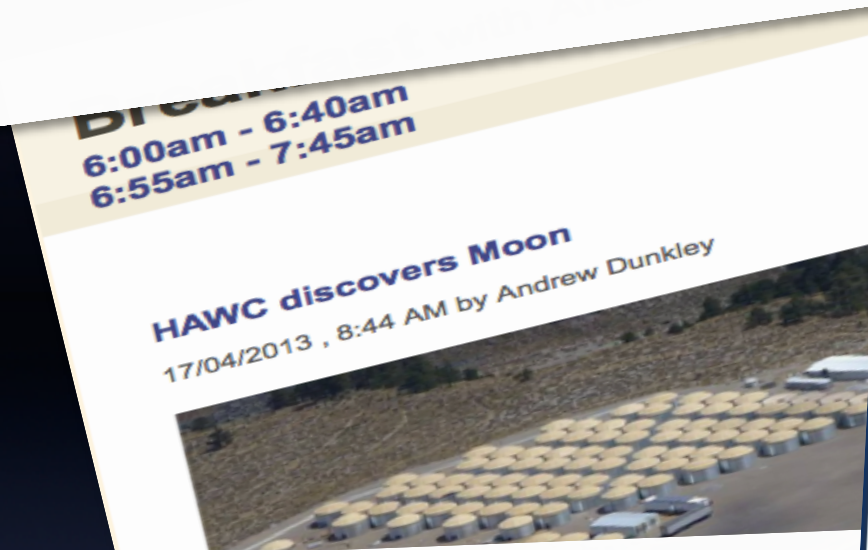 6:00am - 6:40am
6:55am - 7:45am
HAWC discovers Moon
17/04/2013 , 8:44 AM by Andrew Dunkley